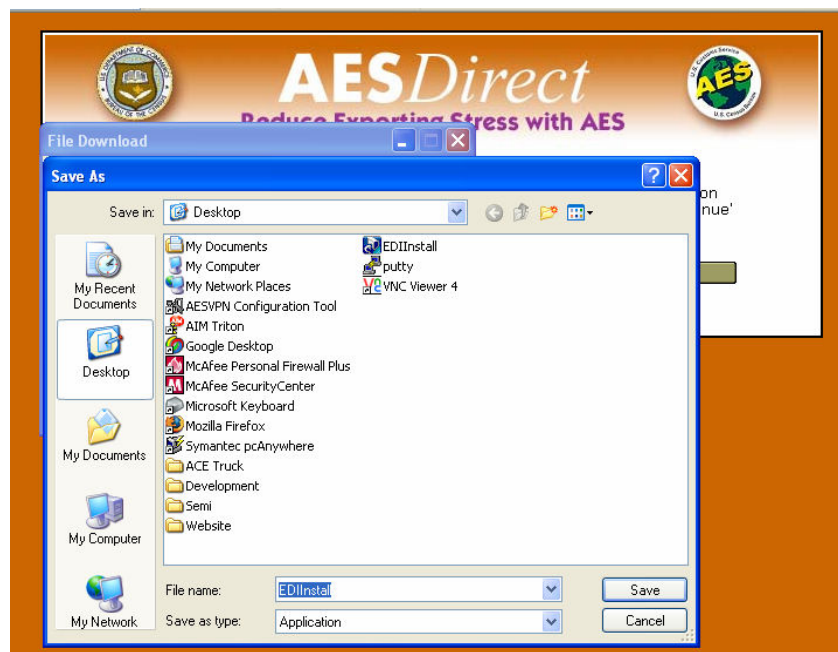 AESDirect
Reduce Exporting Stress with AES
File Download
Save As
on
nue'
Save in:
Desktop
My Recent
Documents
Desktop
My Documents
My Computer
My Network
My Documents
My Computer
My Network Places
AESVPN Configuration Tool
AIM Triton
Google Desktop
McAfee Personal Firewall Plus
McAfee SecurityCenter
Microsoft Keyboard
Mozilla Firefox
Symantec pcAnywhere
ACE Truck
Development
Semi
Website
EDIInstall
putty
VNC Viewer 4
File name:
EDIInstall
Save
Save as type:
Application
Cancel
AES